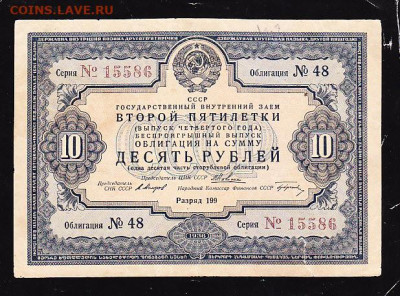 COINS.SU LAVE.RU
Серия № 15586
Облигация № 48
СССР
ГОСУДАРСТВЕННЫЙ ВНУТРЕННИЙ ЗАЕМ
ВТОРОЙ ПЯТИЛЕТКИ
(ВЫПУСК ЧЕТВЕРТОГО ГОДА)
БЕСПРОИГРЫШНЫЙ ВЫПУСК
ОБЛИГАЦИЯ НА СУММУ
10 ДЕСЯТЬ РУБЛЕЙ 10
(одна десятая часть сторублевой облигации)
Председатель ЦИК СССР
Председатель СНК СССР
Народный Комиссар Финансов СССР
Разряд 199
Облигация № 48
Серия № 15586
1936